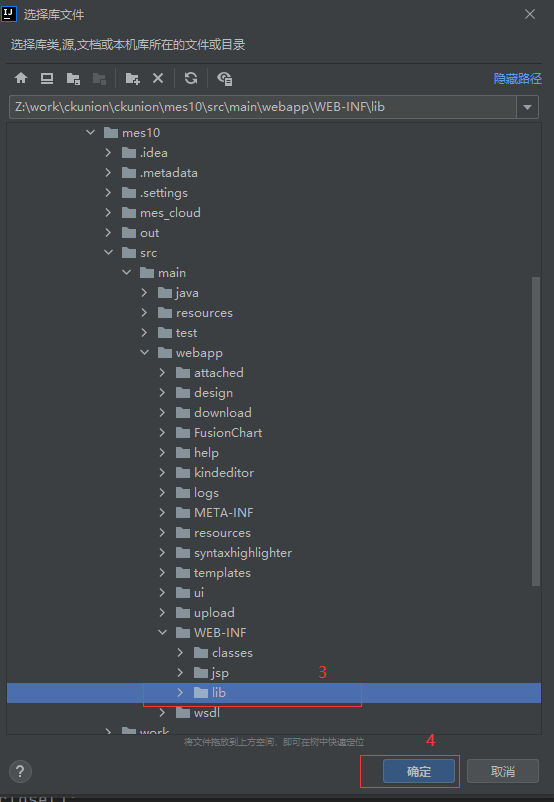 选择库文件
选择库类,源,文档或本机库所在的文件或目录
隐藏路径
Z:\work\ckunion\ckunion\mes10\src\main\webapp\WEB-INF\lib
mes10
.idea
.metadata
.settings
mes_cloud
out
src
main
java
resources
test
webapp
attached
design
download
FusionChart
help
kindeditor
logs
META-INF
resources
syntaxhighlighter
templates
ui
upload
WEB-INF
classes
jsp
3
lib
wsdl
work
将文件拖放到上方空间，即可在树中快速定位
4
?
确定
取消